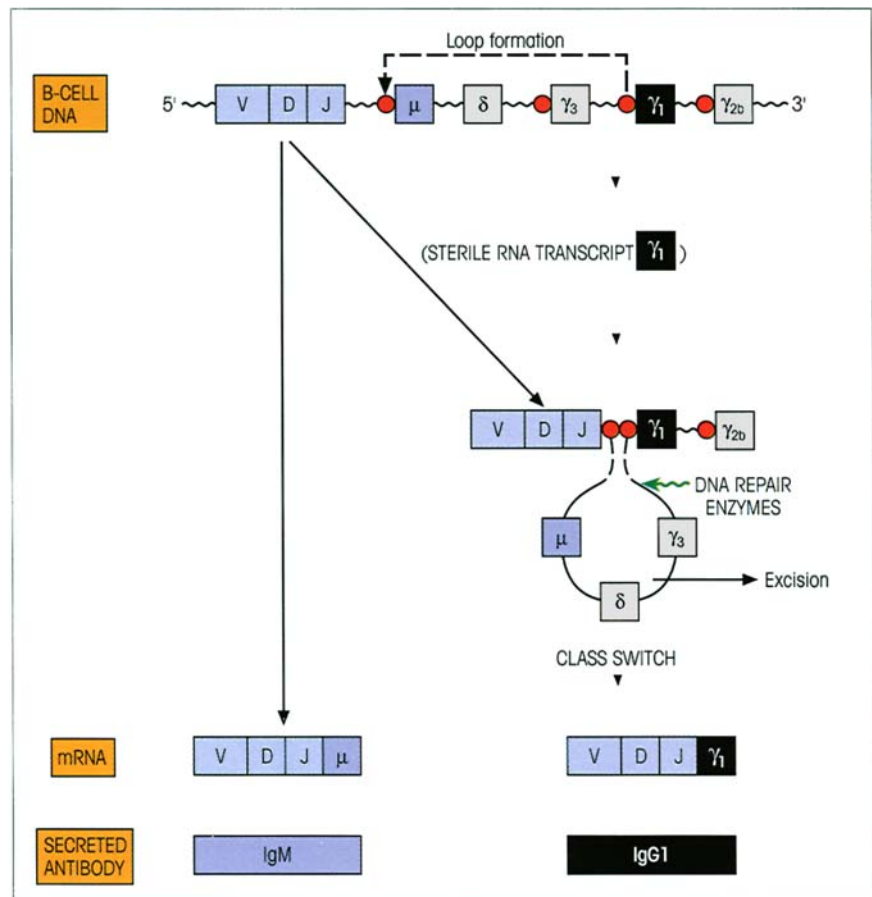 Loop formation
B-CELL
DNA
5' V D J μ δ γ3 γ1 γ2b 3'
(STERILE RNA TRANSCRIPT γ1 )
V D J γ1 γ2b
DNA REPAIR
ENZYMES
μ γ3
Excision
δ
CLASS SWITCH
mRNA
V D J μ
V D J γ1
SECRETED
ANTIBODY
IgM
IgG1